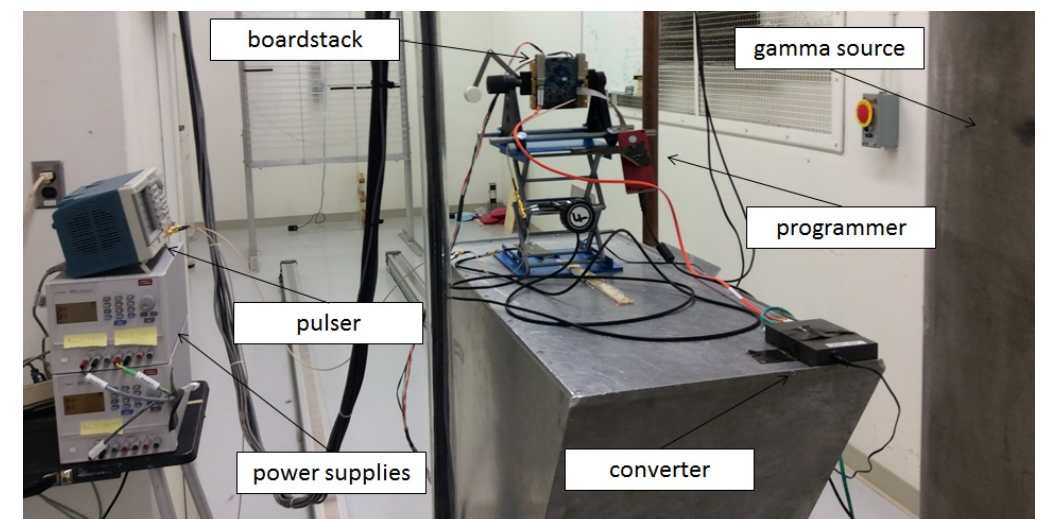 boardstack
gamma source
programmer
pulser
power supplies
converter